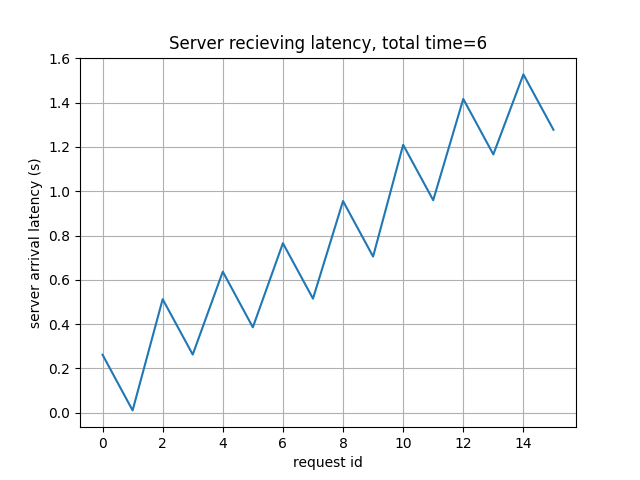 Server recieving latency, total time=6
1.6
1.4
1.2
1.0
0.8
0.6
0.4
0.2
0.0
server arrival latency (s)
0 2 4 6 8 10 12 14
request id